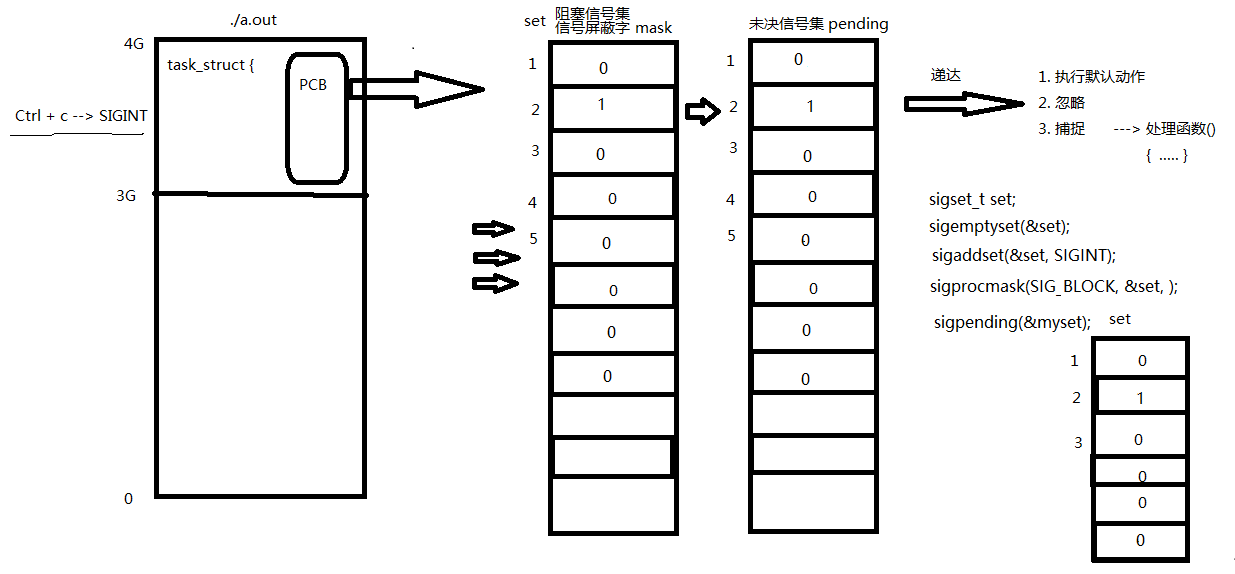 ./a.out
4G
task_struct {
PCB
Ctrl + c --> SIGINT
3G
0
set
阻塞信号集
信号屏蔽字 mask
1 0
2 1
3 0
4 0
5 0
0
0
0
未决信号集 pending
1 0
2 1
3 0
4 0
5 0
0
0
0
递达
1. 执行默认动作
2. 忽略
3. 捕捉 ---> 处理函数()
{ ..... }
sigset_t set;
sigemptyset(&set);
sigaddset(&set, SIGINT);
sigprocmask(SIG_BLOCK, &set, );
sigpending(&myset);
set
1 0
2 1
3 0
0
0
0